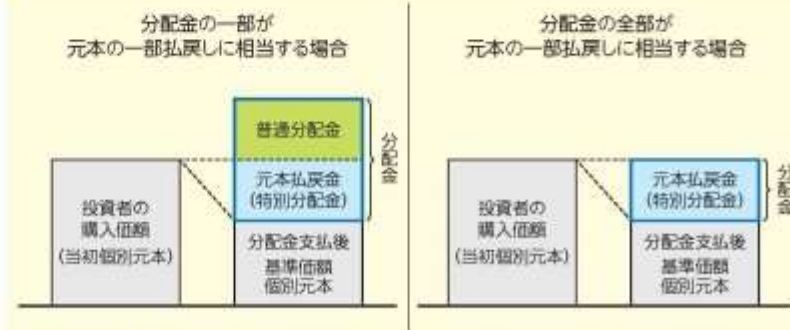 分配金の一部が
元本の一部払戻しに相当する場合
普通分配金
元本払戻金
(特別分配金)
分配金
投資者の
購入価額
(当初個別元本)
分配金支払後
基準価額
個別元本
分配金の全部が
元本の一部払戻しに相当する場合
元本払戻金
(特別分配金)
分配金
投資者の
購入価額
(当初個別元本)
分配金支払後
基準価額
個別元本